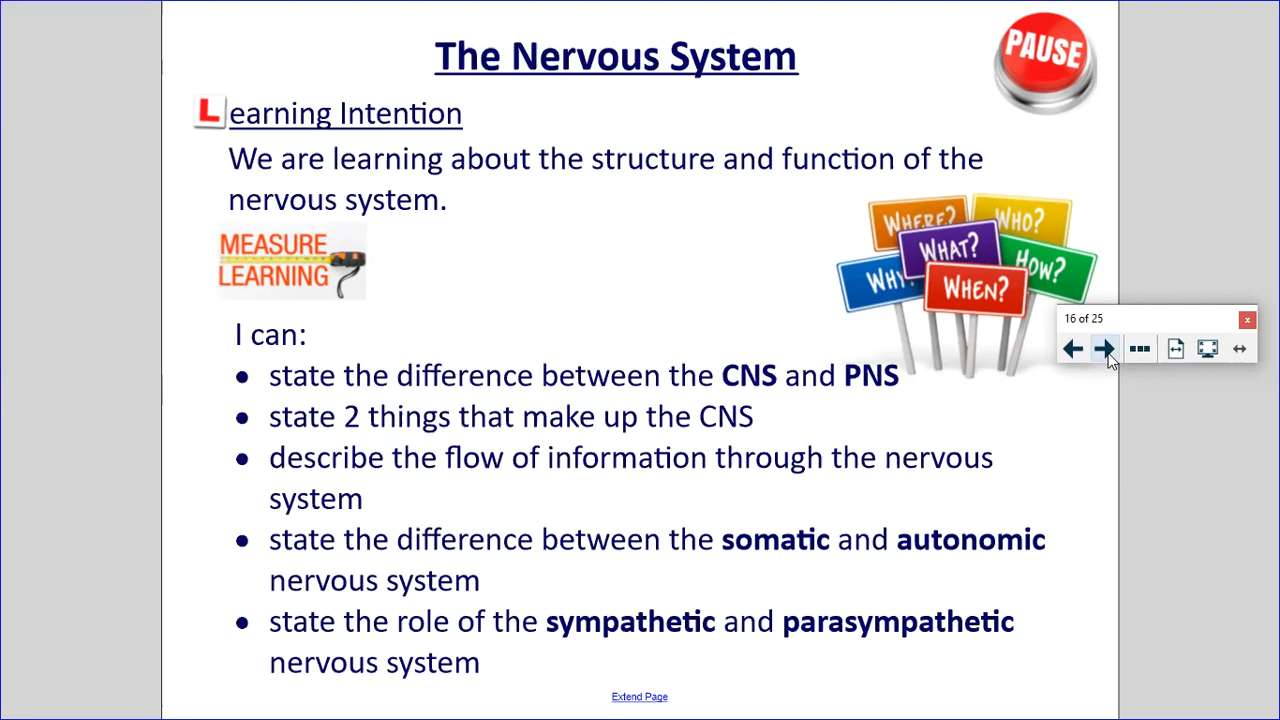 The Nervous System
PAUSE
Learning Intention
We are learning about the structure and function of the
nervous system.
MEASURE
LEARNING
WHERE?
WHO?
WHAT?
WHY?
HOW?
WHEN?
16 of 25
x
I can:
• state the difference between the CNS and PNS
• state 2 things that make up the CNS
• describe the flow of information through the nervous
system
• state the difference between the somatic and autonomic
nervous system
• state the role of the sympathetic and parasympathetic
nervous system
Extend Page